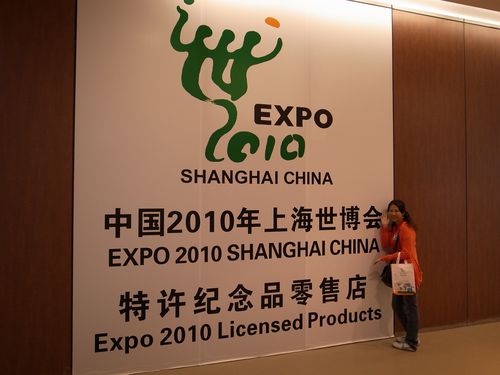 EXPO
2010
SHANGHAI CHINA
中国2010年上海世博会
EXPO 2010 SHANGHAI CHINA
特许纪念品零售店
Expo 2010 Licensed Products